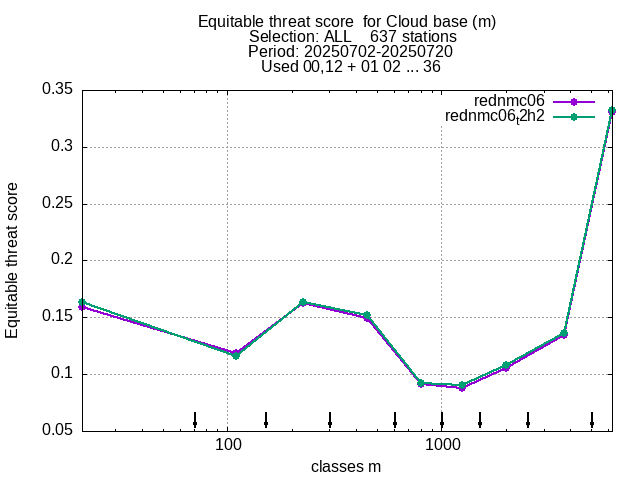 Equitable threat score  for Cloud base (m)
Selection: ALL    637 stations
Period: 20250702-20250720
Used 00,12 + 01 02 ... 36
rednmc06
rednmc06_t2h2
0.35
0.3
0.25
0.2
0.15
0.1
0.05
Equitable threat score
100
1000
classes m